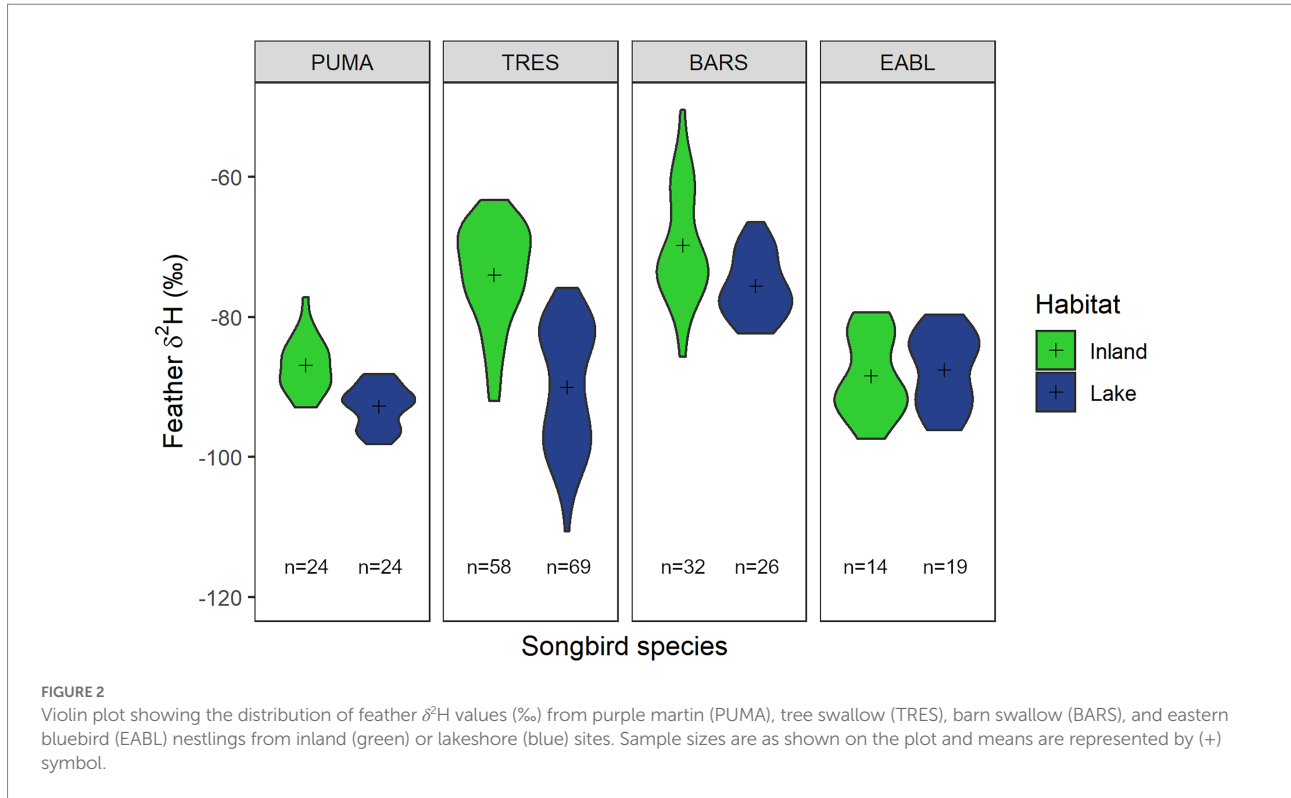 PUMA TRES BARS EABL
-60
-80
-100
-120
Feather δ²H (‰)
n=24 n=24 n=58 n=69 n=32 n=26 n=14 n=19
Songbird species
Habitat
Inland
Lake
FIGURE 2
Violin plot showing the distribution of feather δ²H values (‰) from purple martin (PUMA), tree swallow (TRES), barn swallow (BARS), and eastern
bluebird (EABL) nestlings from inland (green) or lakeshore (blue) sites. Sample sizes are as shown on the plot and means are represented by (+)
symbol.